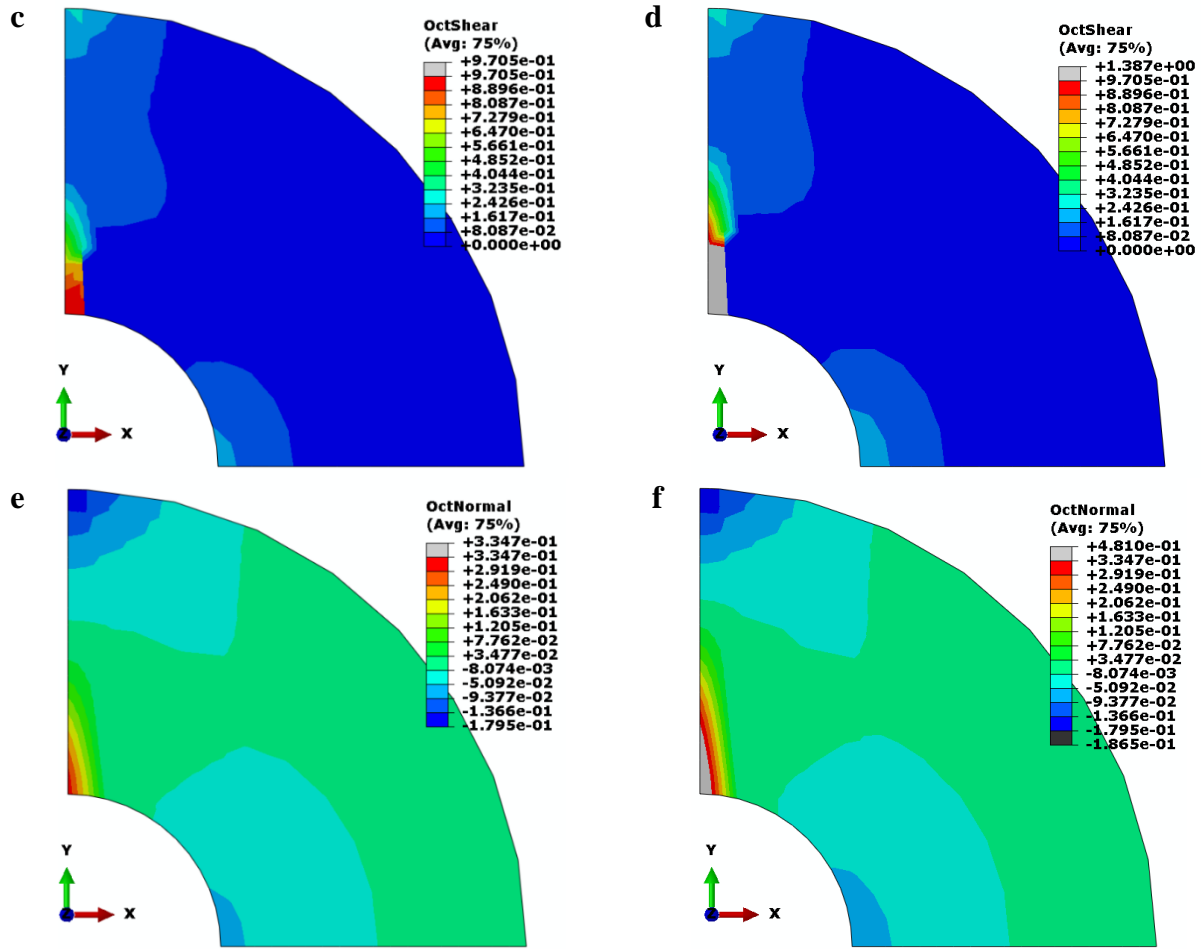 c
OctShear
(Avg: 75%)
+9.705e-01
+9.705e-01
+8.896e-01
+8.087e-01
+7.279e-01
+6.470e-01
+5.661e-01
+4.852e-01
+4.044e-01
+3.235e-01
+2.426e-01
+1.617e-01
+8.087e-02
+0.000e+00
Y
Z
X
d
OctShear
(Avg: 75%)
+1.387e+00
+9.705e-01
+8.896e-01
+8.087e-01
+7.279e-01
+6.470e-01
+5.661e-01
+4.852e-01
+4.044e-01
+3.235e-01
+2.426e-01
+1.617e-01
+8.087e-02
+0.000e+00
Y
Z
X
e
OctNormal
(Avg: 75%)
+3.347e-01
+3.347e-01
+2.919e-01
+2.490e-01
+2.062e-01
+1.633e-01
+1.205e-01
+7.762e-02
+3.477e-02
-8.074e-03
-5.092e-02
-9.377e-02
-1.366e-01
-1.795e-01
Y
Z
X
f
OctNormal
(Avg: 75%)
+4.810e-01
+3.347e-01
+2.919e-01
+2.490e-01
+2.062e-01
+1.633e-01
+1.205e-01
+7.762e-02
+3.477e-02
-8.074e-03
-5.092e-02
-9.377e-02
-1.366e-01
-1.795e-01
-1.865e-01
Y
Z
X